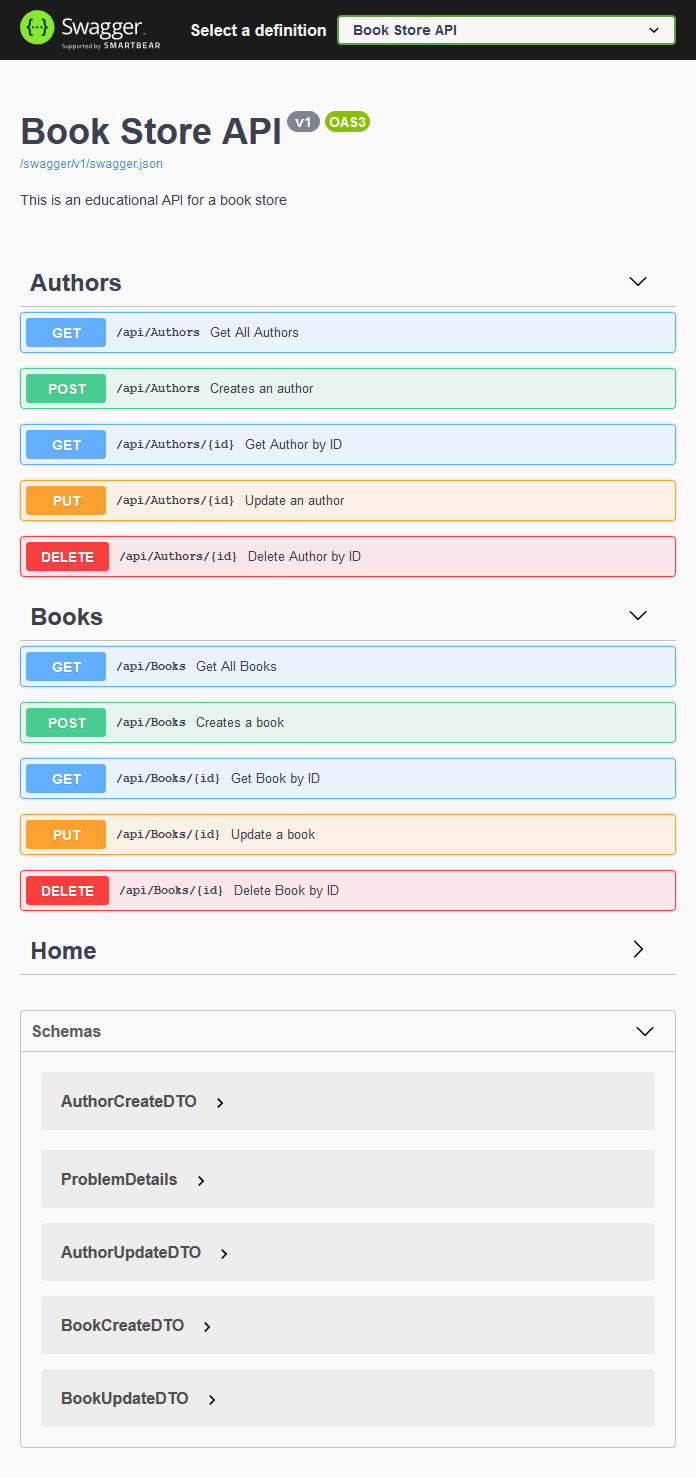 Swagger
Supported by SMARTBEAR
Select a definition
Book Store API
Book Store API v1 OAS3
/swagger/v1/swagger.json
This is an educational API for a book store
Authors
GET /api/Authors Get All Authors
POST /api/Authors Creates an author
GET /api/Authors/{id} Get Author by ID
PUT /api/Authors/{id} Update an author
DELETE /api/Authors/{id} Delete Author by ID
Books
GET /api/Books Get All Books
POST /api/Books Creates a book
GET /api/Books/{id} Get Book by ID
PUT /api/Books/{id} Update a book
DELETE /api/Books/{id} Delete Book by ID
Home
Schemas
AuthorCreateDTO
ProblemDetails
AuthorUpdateDTO
BookCreateDTO
BookUpdateDTO